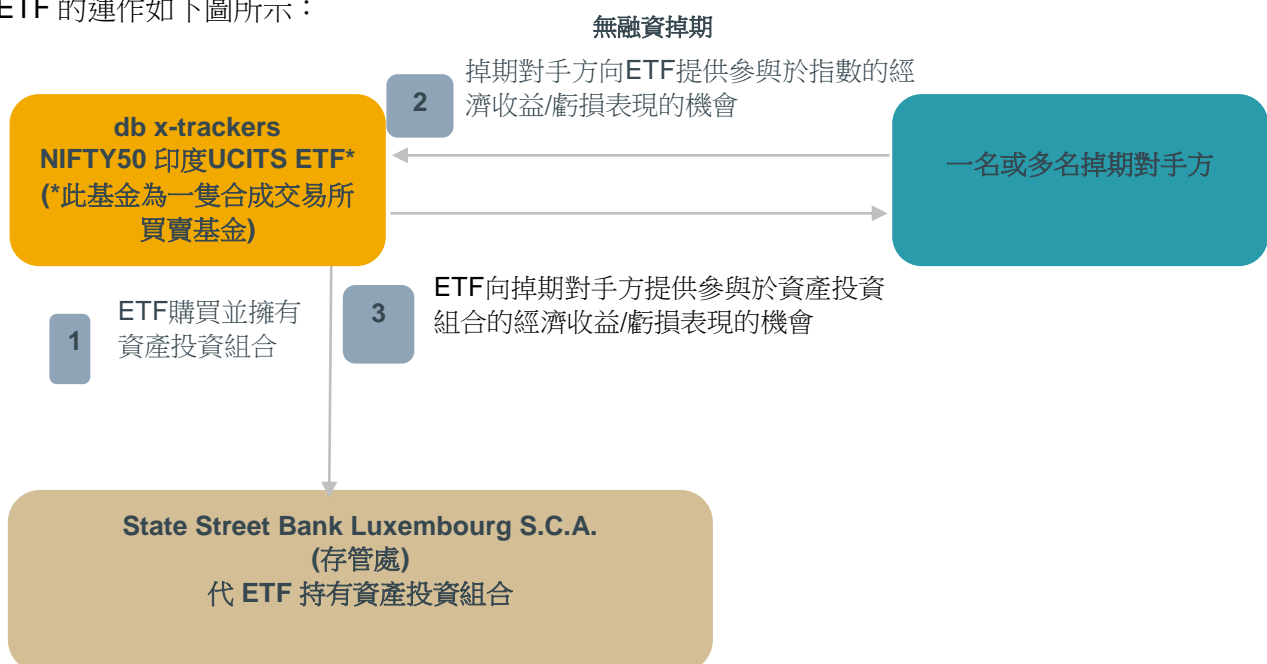 ETF 的運作如下圖所示：
無融資掉期
2
掉期對手方向ETF提供參與於指數的經
濟收益/虧損表現的機會
db x-trackers
NIFTY50 印度UCITS ETF*
(*此基金為一隻合成交易所
買賣基金)
一名或多名掉期對手方
1
ETF購買並擁有
資產投資組合
3
ETF向掉期對手方提供參與於資產投資
組合的經濟收益/虧損表現的機會
State Street Bank Luxembourg S.C.A.
(存管處)
代 ETF 持有資產投資組合